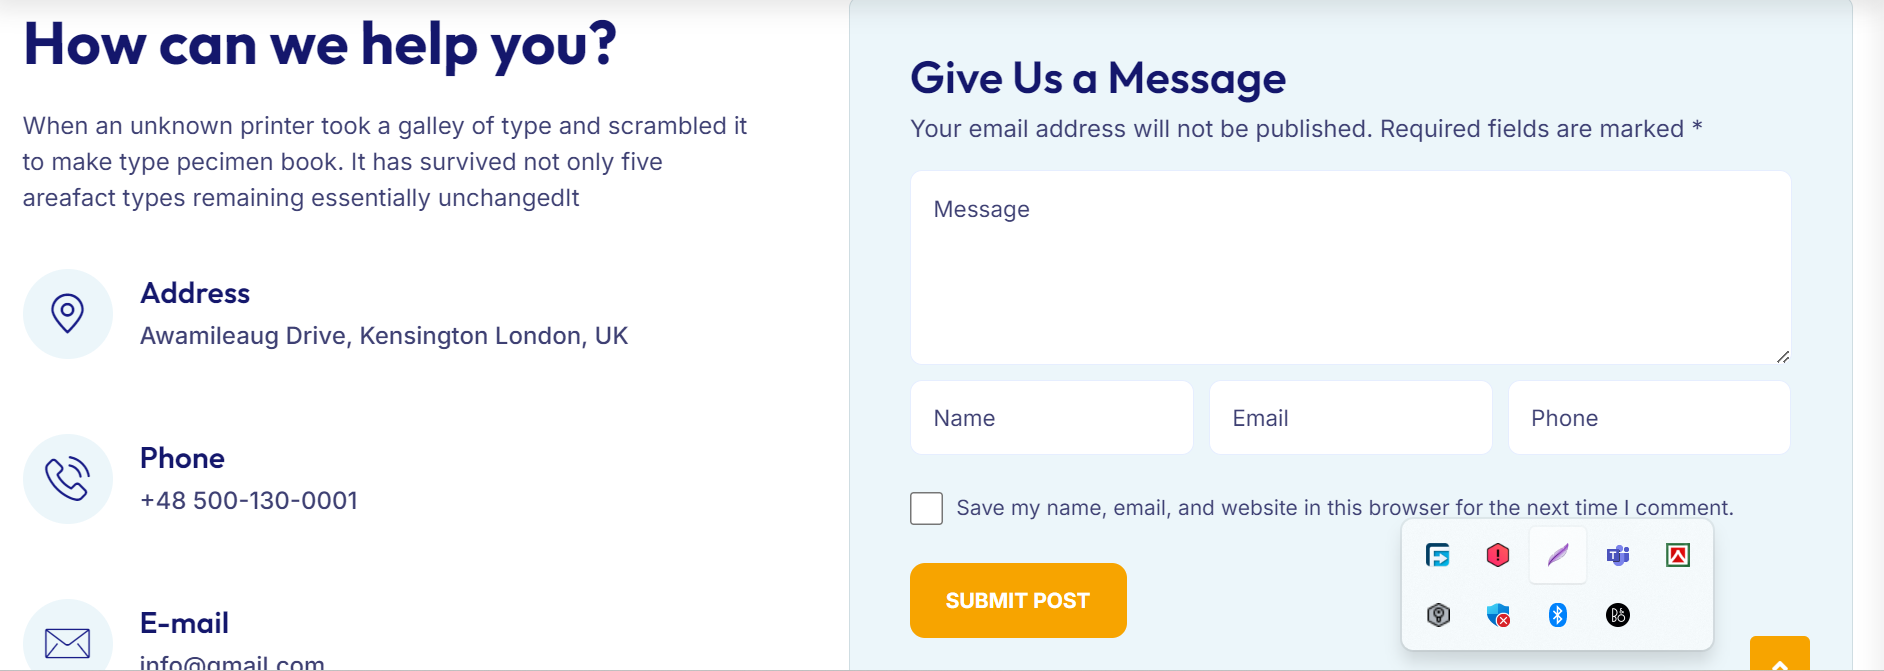 How can we help you?
When an unknown printer took a galley of type and scrambled it
to make type pecimen book. It has survived not only five
areafact types remaining essentially unchangedIt
Address
Awamileaug Drive, Kensington London, UK
Phone
+48 500-130-0001
E-mail
info@gmail.com
Give Us a Message
Your email address will not be published. Required fields are marked *
Message
Name
Email
Phone
Save my name, email, and website in this browser for the next time I comment.
SUBMIT POST